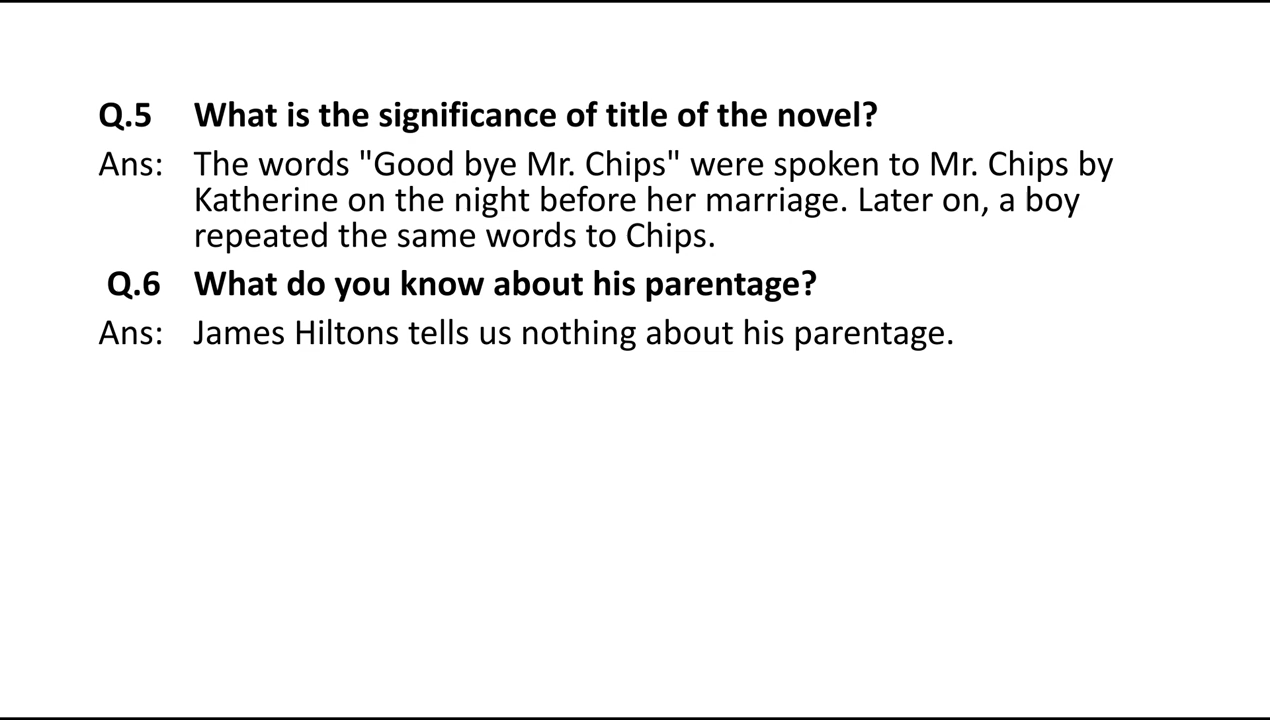 Q.5 What is the significance of title of the novel?
Ans: The words "Good bye Mr. Chips" were spoken to Mr. Chips by
Katherine on the night before her marriage. Later on, a boy
repeated the same words to Chips.
Q.6 What do you know about his parentage?
Ans: James Hiltons tells us nothing about his parentage.